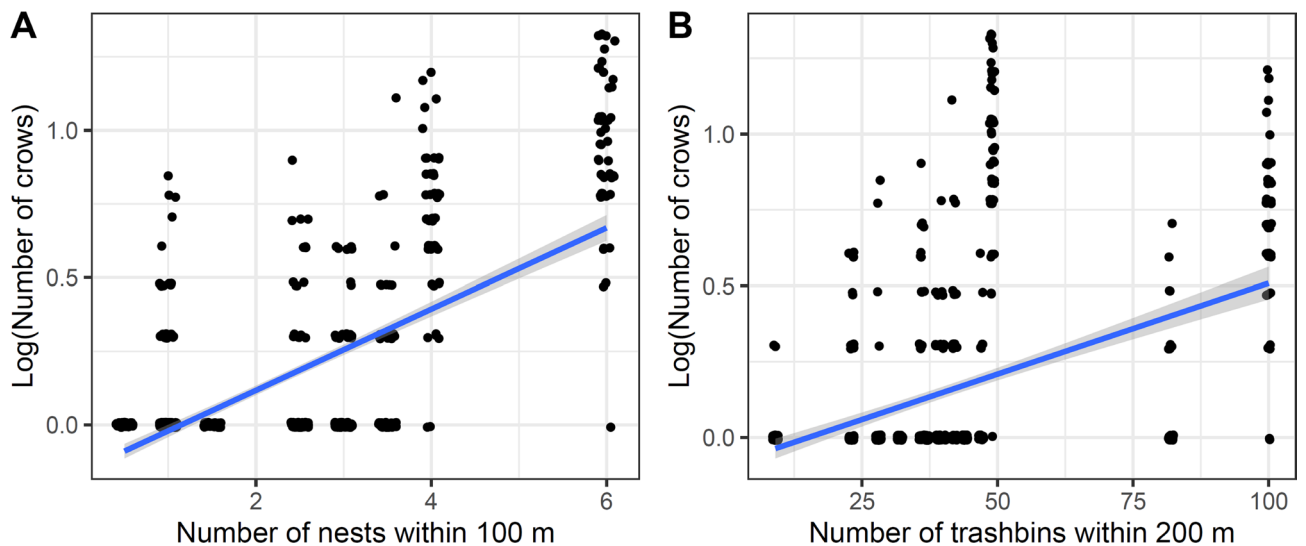 A
Log(Number of crows)
1.0
0.5
0.0
2
4
6
Number of nests within 100 m
B
Log(Number of crows)
1.0
0.5
0.0
25
50
75
100
Number of trashbins within 200 m